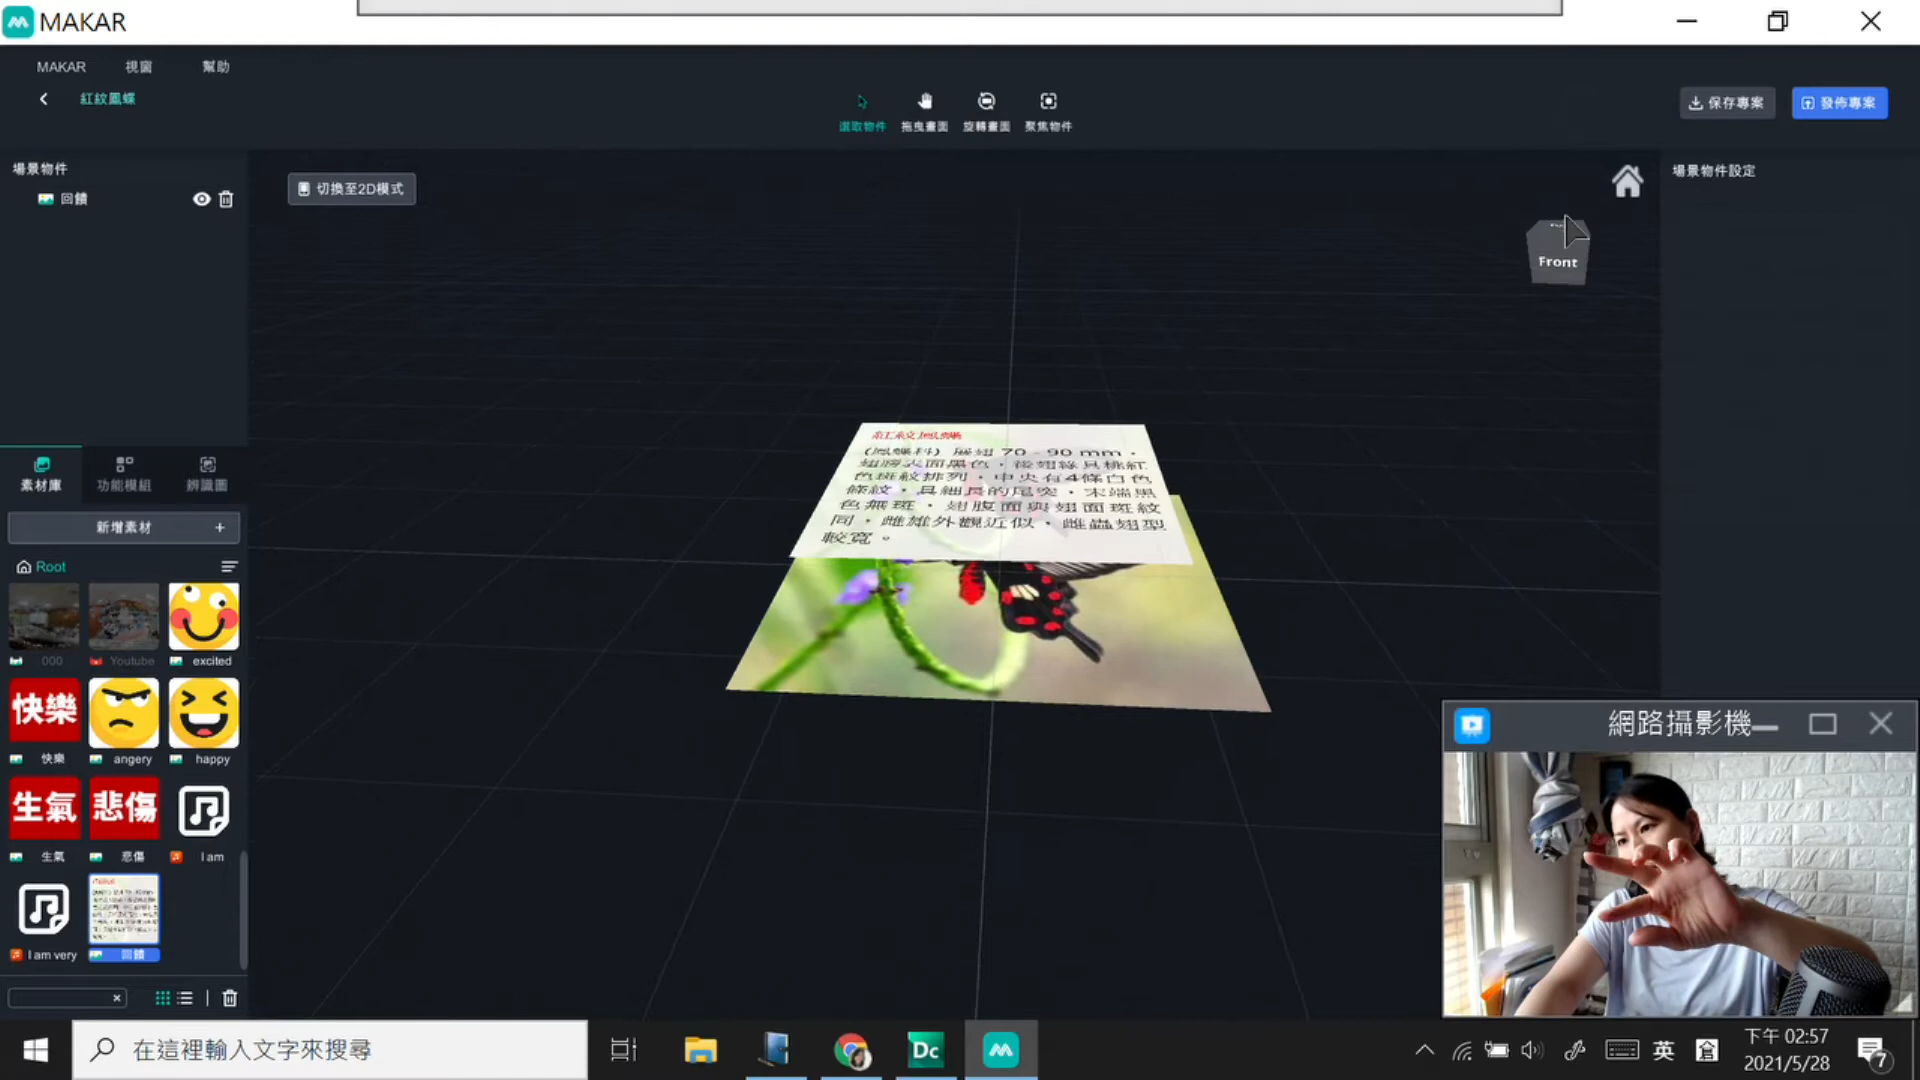 MAKAR
MAKAR 視窗 幫助
紅紋鳳蝶
選取物件 拖曳畫面 旋轉畫面 聚焦物件
保存專案 發佈專案
場景物件
回饋
切換至2D模式
場景物件設定
Front
紅紋鳳蝶
(鳳蝶科) 展翅 70 - 90 mm,
翅膀表面黑色,後翅緣具桃紅
色斑紋排列,中央有4條白色
條紋,具細長的尾突,末端黑
色無斑,翅腹面與翅面斑紋
同,雌雄外觀近似,雌蟲翅型
較寬。
素材庫 功能模組 辨識圖
新增素材 +
Root
000 Youtube excited
快樂
快樂 angery happy
生氣 悲傷
生氣 悲傷 I am
I am very 回饋
網路攝影機
在這裡輸入文字來搜尋
Dc
英 倉
下午 02:57
2021/5/28
7